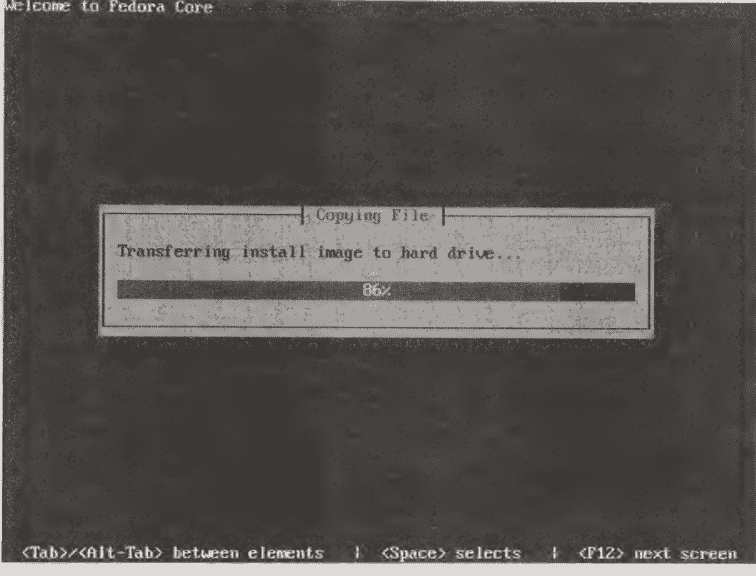 Welcome to Fedora Core
Copying File
Transferring install image to hard drive...
86%
<Tab>/<Alt-Tab> between elements | <Space> selects | <F12> next screen